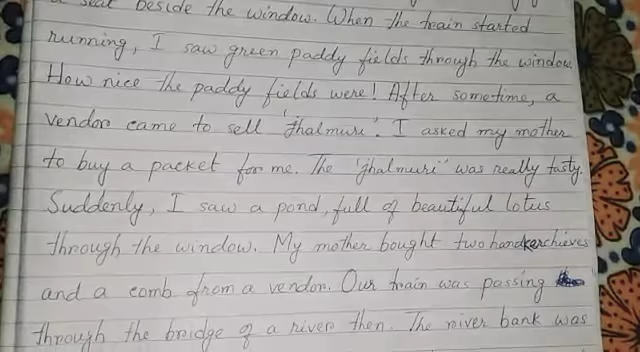 seat beside the window. When the train started
running, I saw green paddy fields through the window.
How nice the paddy fields were! After sometime, a
vendor came to sell 'Jhalmuri'. I asked my mother
to buy a packet for me. The 'jhalmuri' was really tasty.
Suddenly, I saw a pond, full of beautiful lotus
through the window. My mother bought two handkerchieves
and a comb from a vendor. Our train was passing
through the bridge of a river then. The river bank was